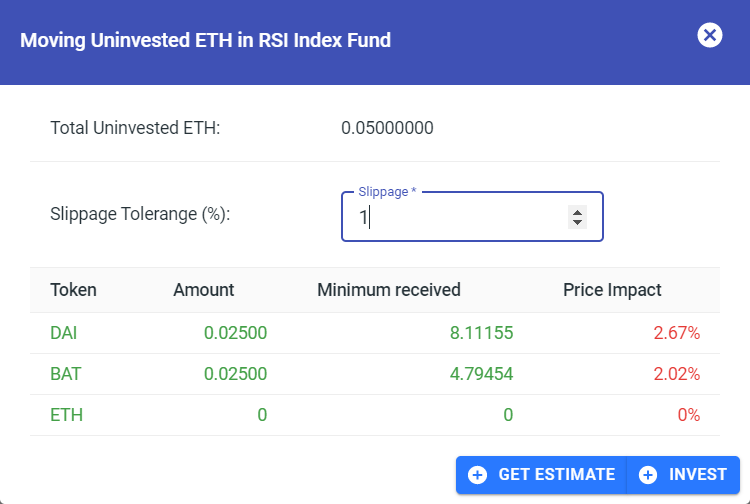 Moving Uninvested ETH in RSI Index Fund
Total Uninvested ETH: 0.05000000
Slippage *
Slippage Tolerange (%): 1
Token Amount Minimum received Price Impact
DAI 0.02500 8.11155 2.67%
BAT 0.02500 4.79454 2.02%
ETH 0 0 0%
GET ESTIMATE INVEST